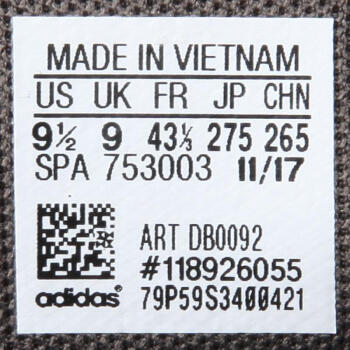 MADE IN VIETNAM
US UK FR JP CHN
9½ 9 43⅓ 275 265
SPA 753003 11/17
ART DB0092
#118926055
adidas® 79P59S3400421